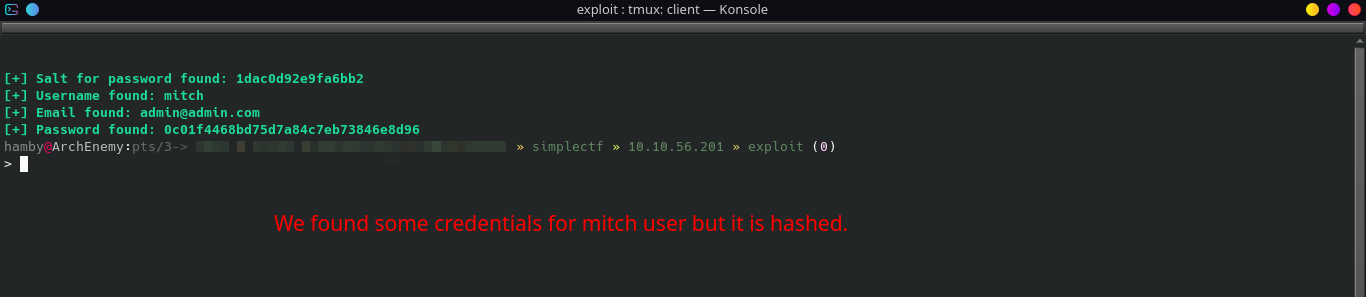 exploit : tmux: client — Konsole
[+] Salt for password found: 1dac0d92e9fa6bb2
[+] Username found: mitch
[+] Email found: admin@admin.com
[+] Password found: 0c01f4468bd75d7a84c7eb73846e8d96
hamby@ArchEnemy:pts/3-> » simplectf » 10.10.56.201 » exploit (0)
>
We found some credentials for mitch user but it is hashed.